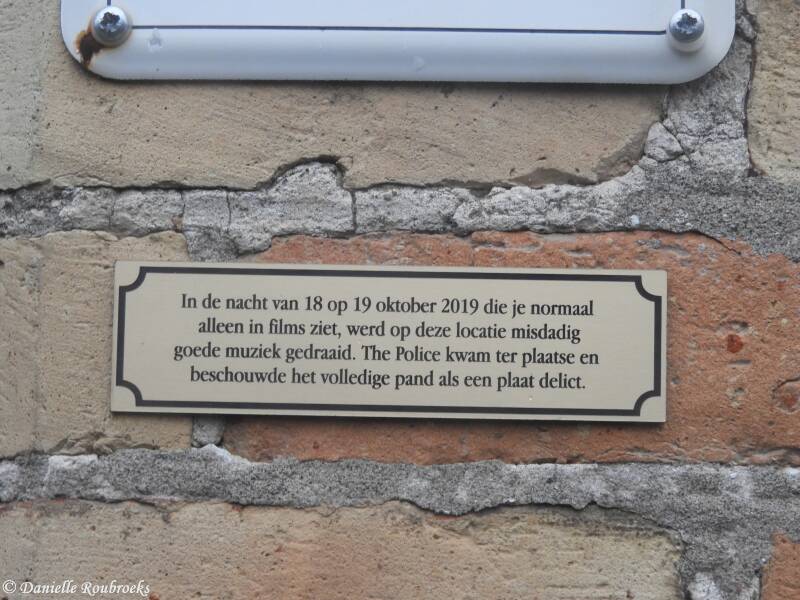 In de nacht van 18 op 19 oktober 2019 die je normaal
alleen in films ziet, werd op deze locatie misdadig
goede muziek gedraaid. The Police kwam ter plaatse en
beschouwde het volledige pand als een plaat delict.
© Danielle Roubroeks